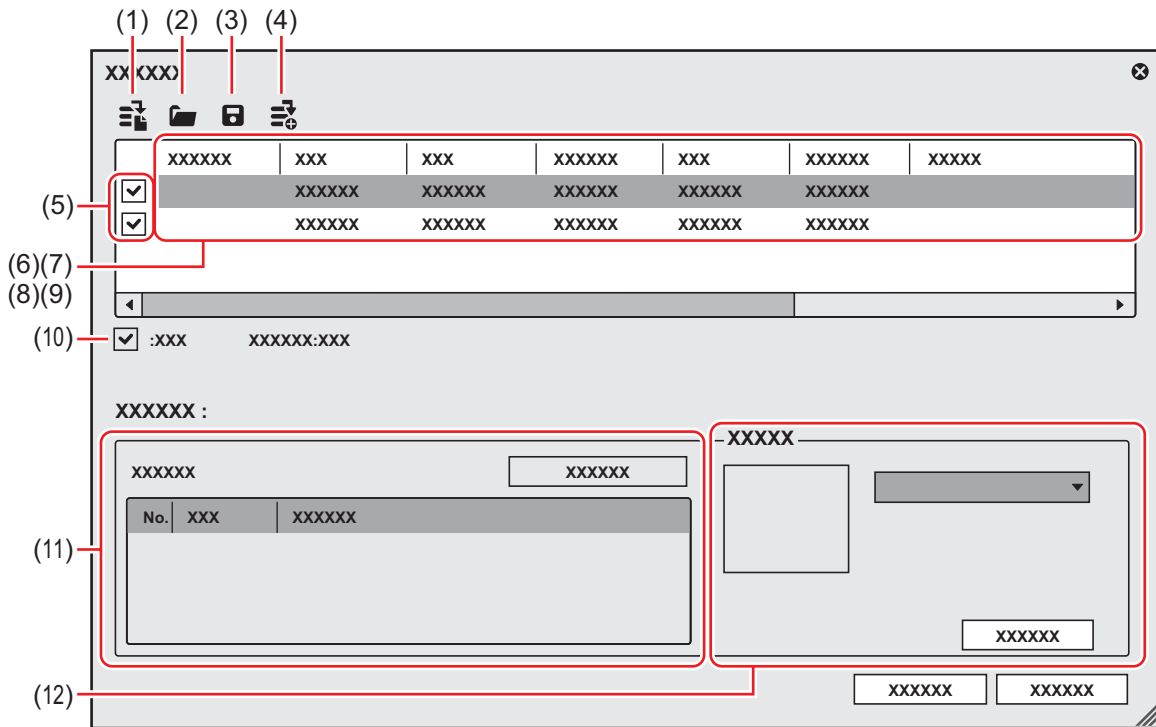 (1) (2) (3) (4)
XXXXXX
XXXXXX XXX XXX XXXXXX XXX XXXXXX XXXXX
(5)
XXXXXX XXXXXX XXXXXX XXXXXX XXXXXX
XXXXXX XXXXXX XXXXXX XXXXXX XXXXXX
(6)(7)
(8)(9)
(10) :XXX XXXXXX:XXX
XXXXXX :
XXXXX
XXXXXX XXXXXX
No. XXX XXXXXX
(11)
XXXXXX
(12)
XXXXXX XXXXXX